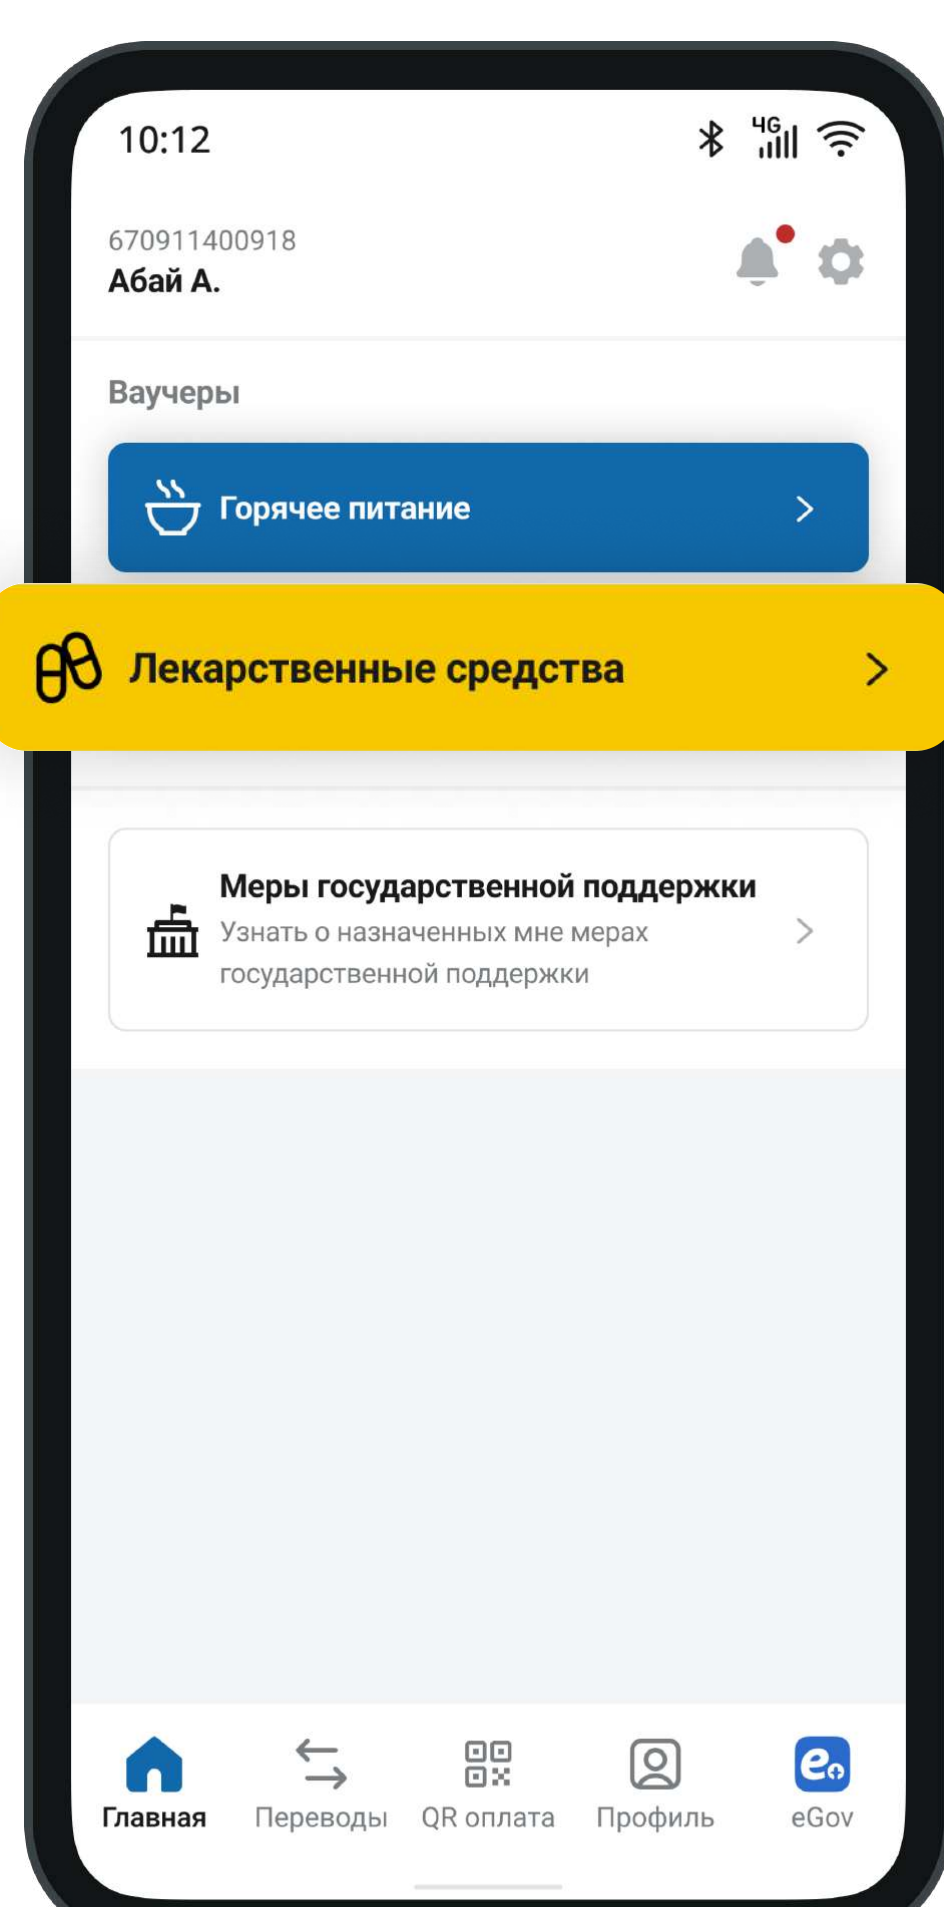 10:12
4G
670911400918
Абай А.
Ваучеры
Горячее питание
Лекарственные средства
Меры государственной поддержки
Узнать о назначенных мне мерах
государственной поддержки
Главная Переводы QR оплата Профиль eGov